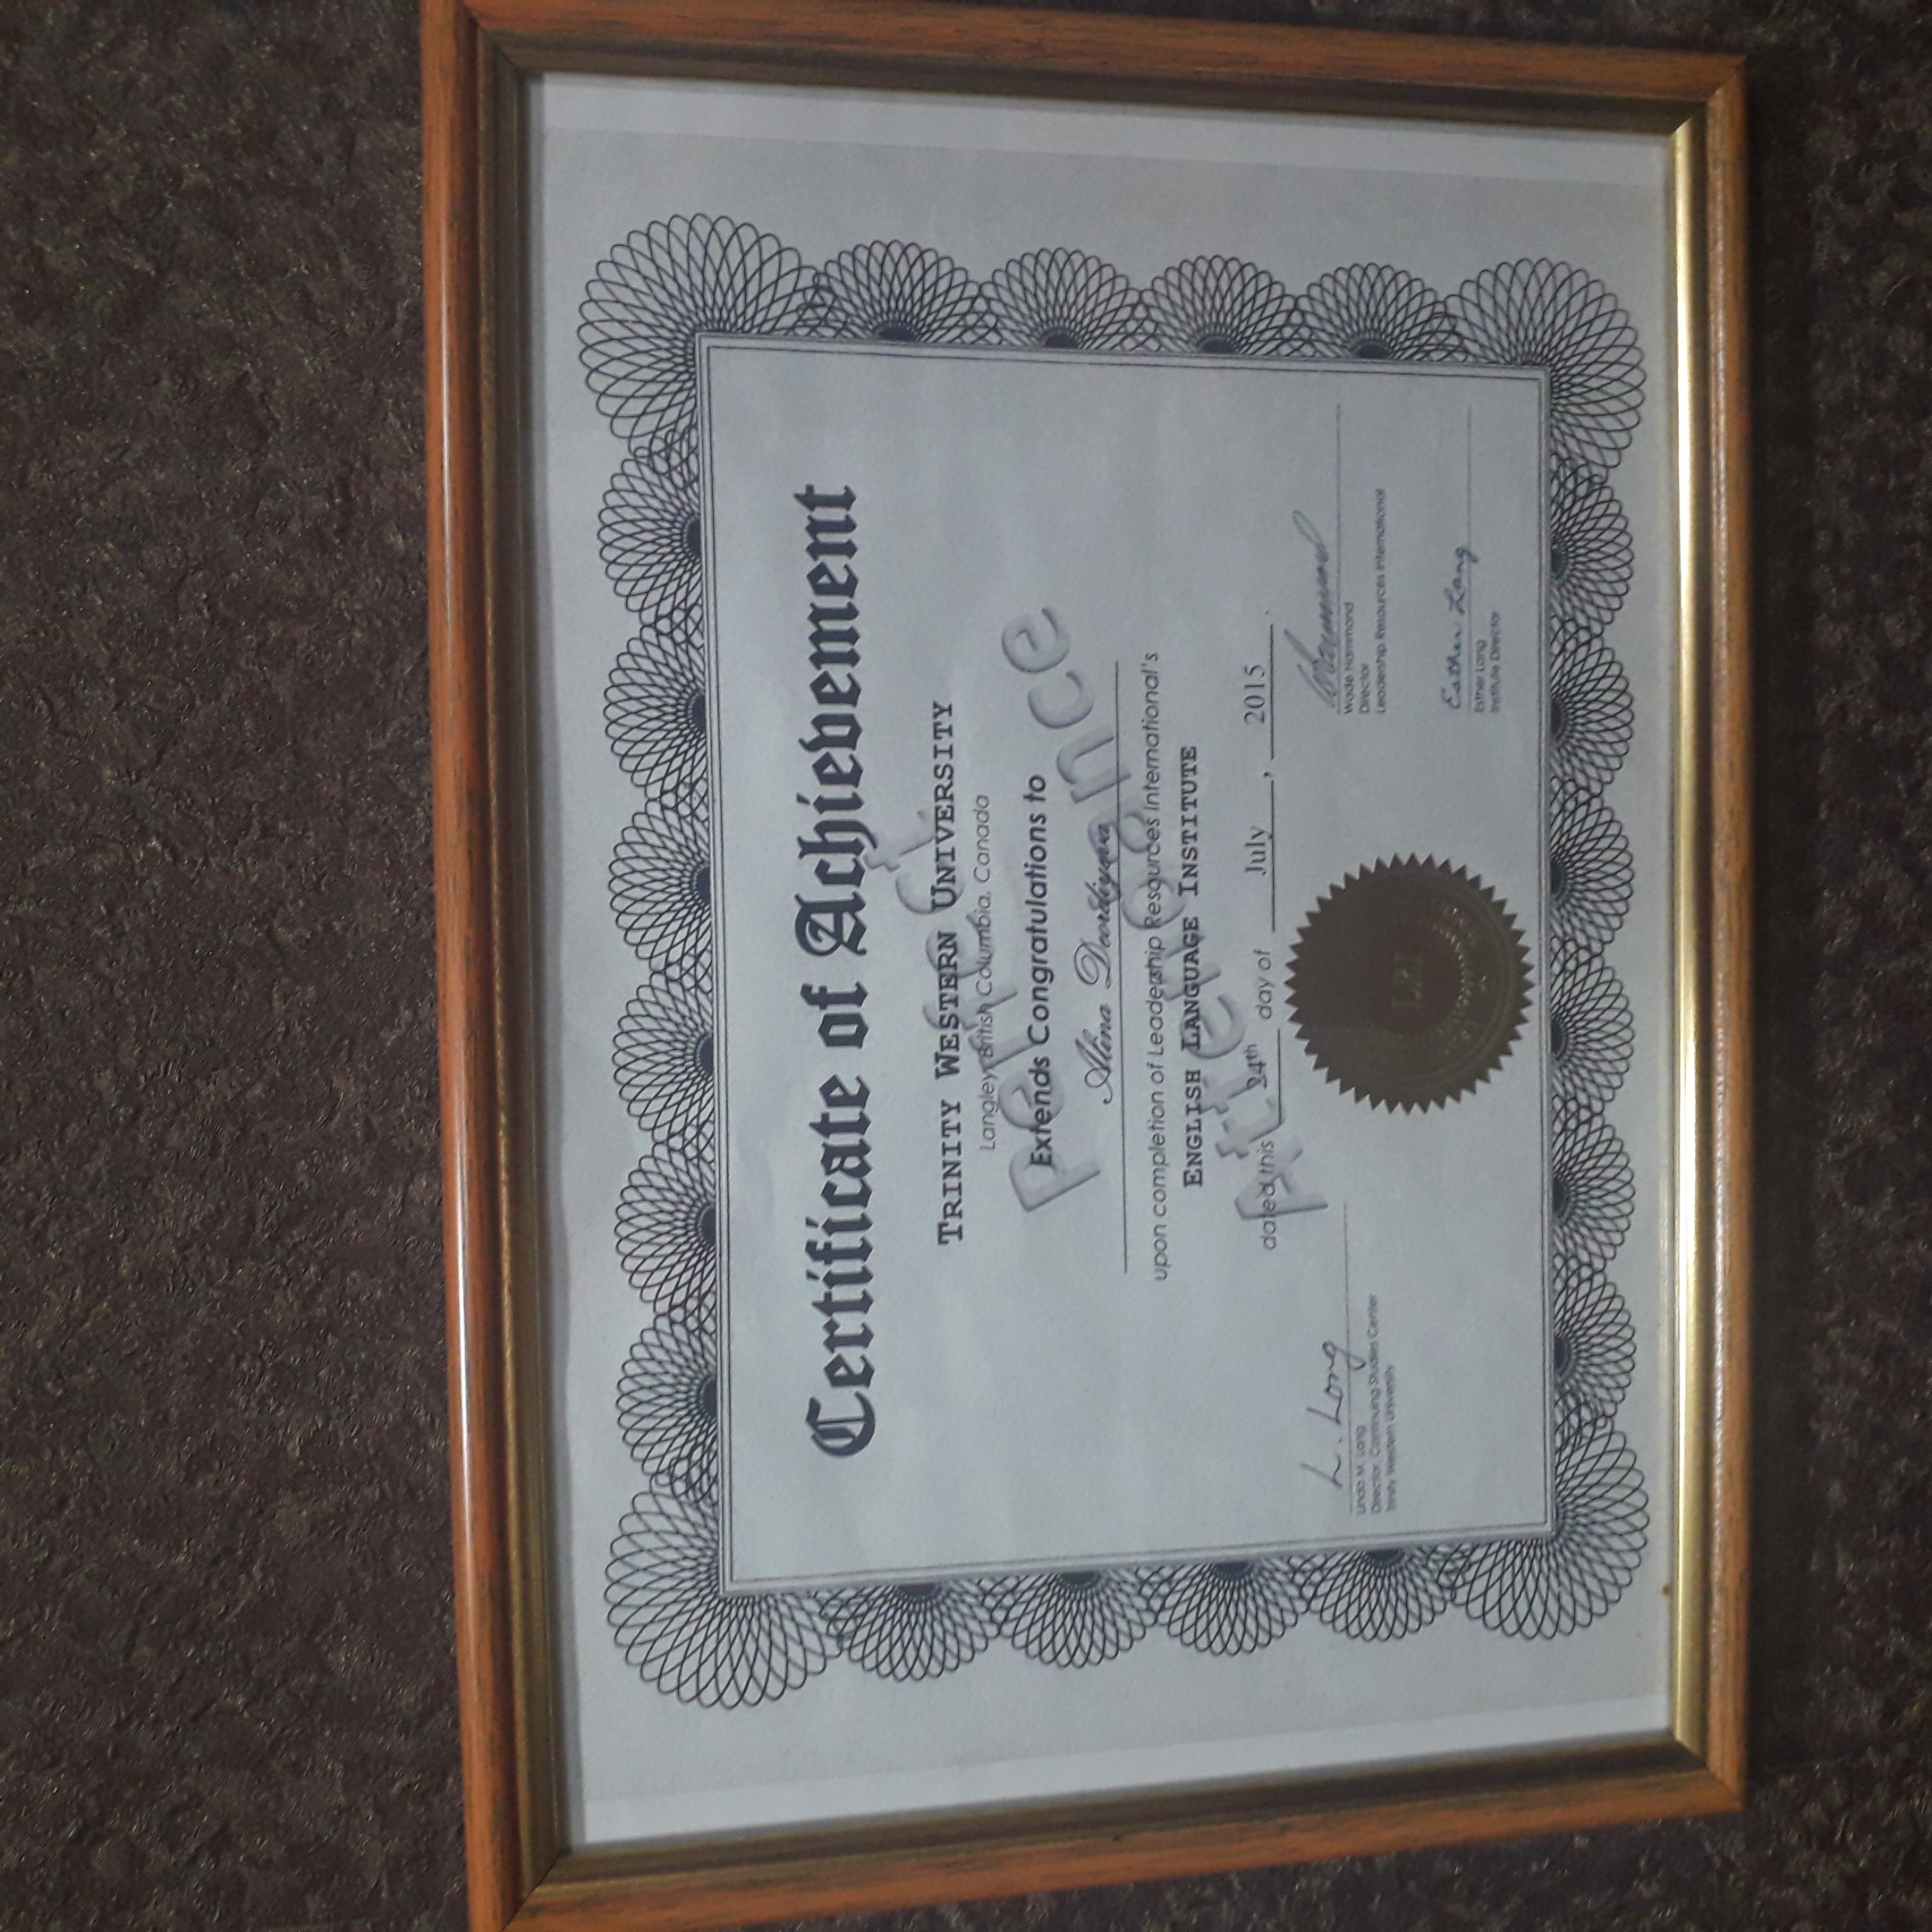 Certificate of Achievement
TRINITY WESTERN UNIVERSITY
Langley, British Columbia, Canada
Extends Congratulations to
Perfect
Alina
Attendance
upon completion of Leadership Resources International's
ENGLISH LANGUAGE INSTITUTE
dated this 24th day of July, 2015.
L. Long
Linda M. Long
Director, Continuing Studies Center
Trinity Western University
LRI
Wade Hammond
Director
Leadership Resources International
Esther Lang
Esther Lang
Institute Director